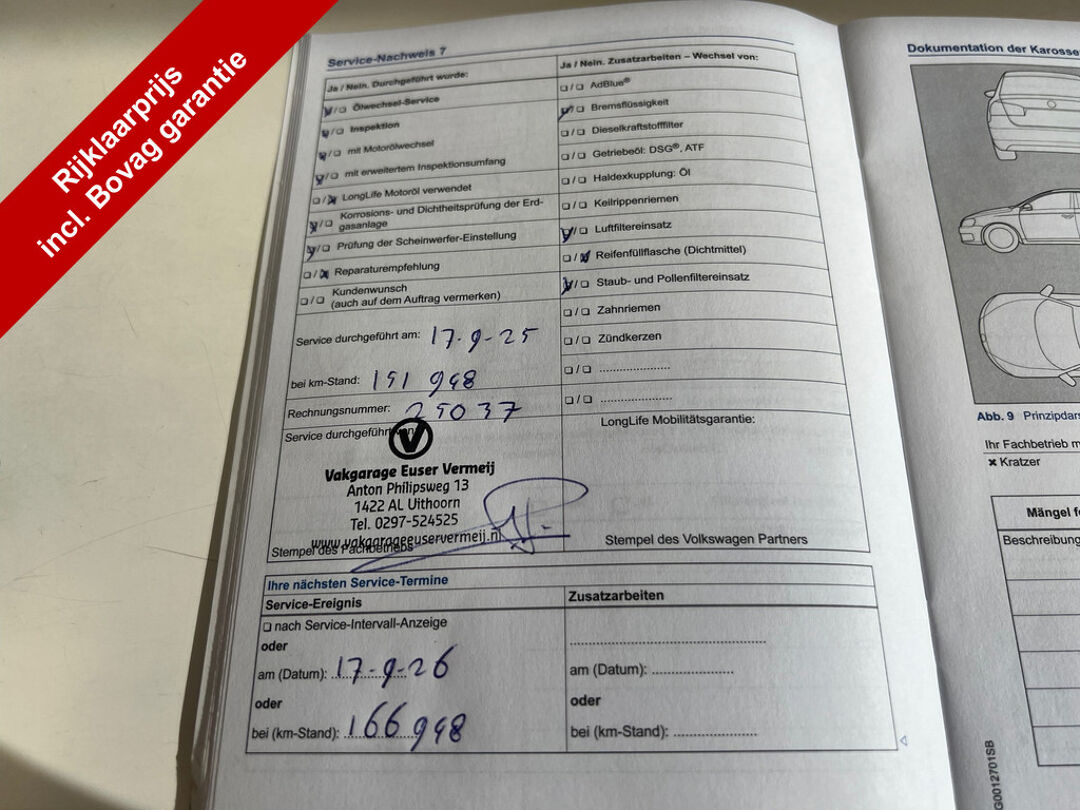 Rijklaarprijs
incl. Bovag garantie
Service-Nachweis 7
Ja / Nein. Durchgeführt wurde:
Ölwechsel-Service
Inspektion
mit Motorölwechsel
mit erweitertem Inspektionsumfang
LongLife Motoröl verwendet
Korrosions- und Dichtheitsprüfung der Erd-
gasanlage
Prüfung der Scheinwerfer-Einstellung
Reparaturempfehlung
Kundenwunsch
(auch auf dem Auftrag vermerken)
Service durchgeführt am: 17-9-25
bei km-Stand: 151 948
Rechnungsnummer: 25037
Service durchgeführt von:
V
Vakgarage Euser Vermeij
Anton Philipsweg 13
1422 AL Uithoorn
Tel. 0297-524525
www.vakgarageeuservermeij.nl
Stempel des Fachbetriebs
Ja / Nein. Zusatzarbeiten – Wechsel von:
AdBlue®
Bremsflüssigkeit
Dieselkraftstofffilter
Getriebeöl: DSG®, ATF
Haldexkupplung: Öl
Keilrippenriemen
Luftfiltereinsatz
Reifenfüllflasche (Dichtmittel)
Staub- und Pollenfiltereinsatz
Zahnriemen
Zündkerzen
LongLife Mobilitätsgarantie:
Stempel des Volkswagen Partners
Ihre nächsten Service-Termine
Service-Ereignis
nach Service-Intervall-Anzeige
oder
am (Datum): 17-9-26
oder
bei (km-Stand): 166948
Zusatzarbeiten
am (Datum):
oder
bei (km-Stand):
Dokumentation der Karosse
Abb. 9 Prinzipdars
Ihr Fachbetrieb m
× Kratzer
Mängel fe
Beschreibung
G0012701SB